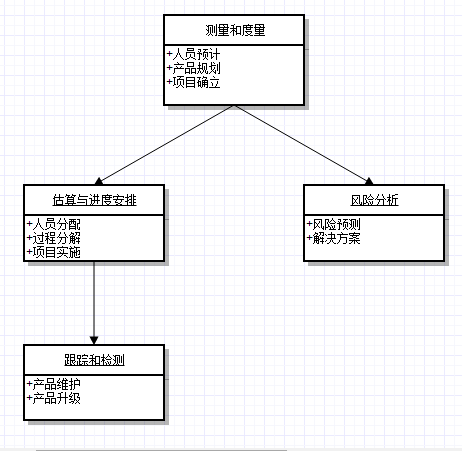 测量和度量
+人员预计
+产品规划
+项目确立
估算与进度安排
+人员分配
+过程分解
+项目实施
风险分析
+风险预测
+解决方案
跟踪和检测
+产品维护
+产品升级